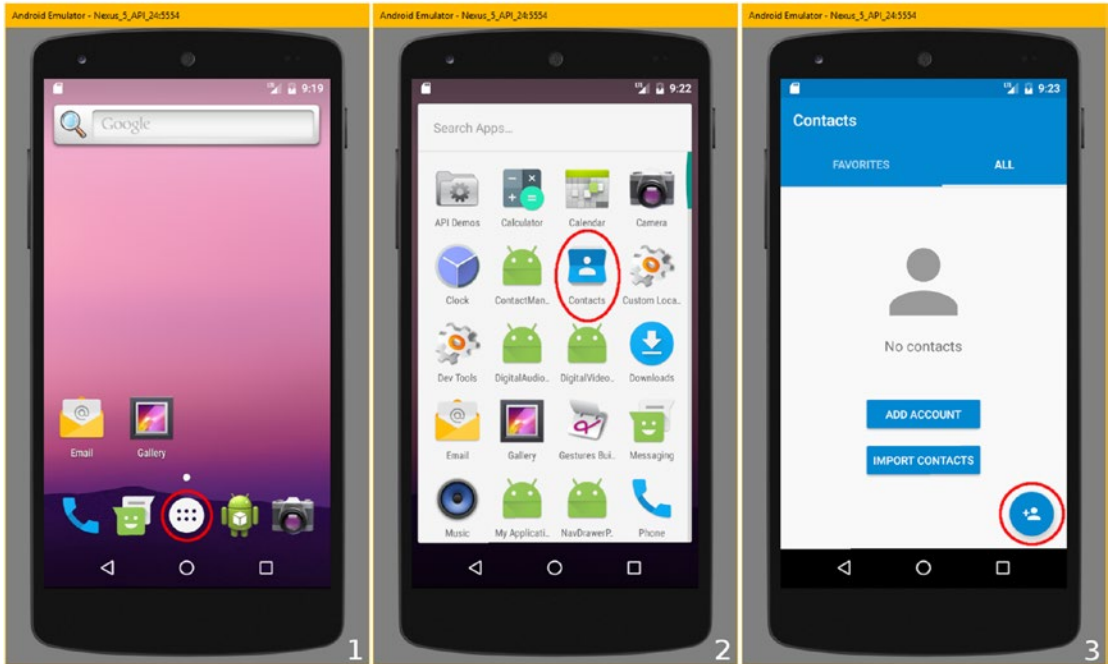 Android Emulator - Nexus_5_API_24:5554
9:19
Google
Email Gallery
1
Android Emulator - Nexus_5_API_24:5554
9:22
Search Apps...
API Demos Calculator Calendar Camera
Clock ContactMan.. Contacts Custom Loca..
Dev Tools DigitalAudio.. DigitalVideo.. Downloads
Email Gallery Gestures Bui.. Messaging
Music My Applicati.. NavDrawerP.. Phone
2
Android Emulator - Nexus_5_API_24:5554
9:23
Contacts
FAVORITES ALL
No contacts
ADD ACCOUNT
IMPORT CONTACTS
3